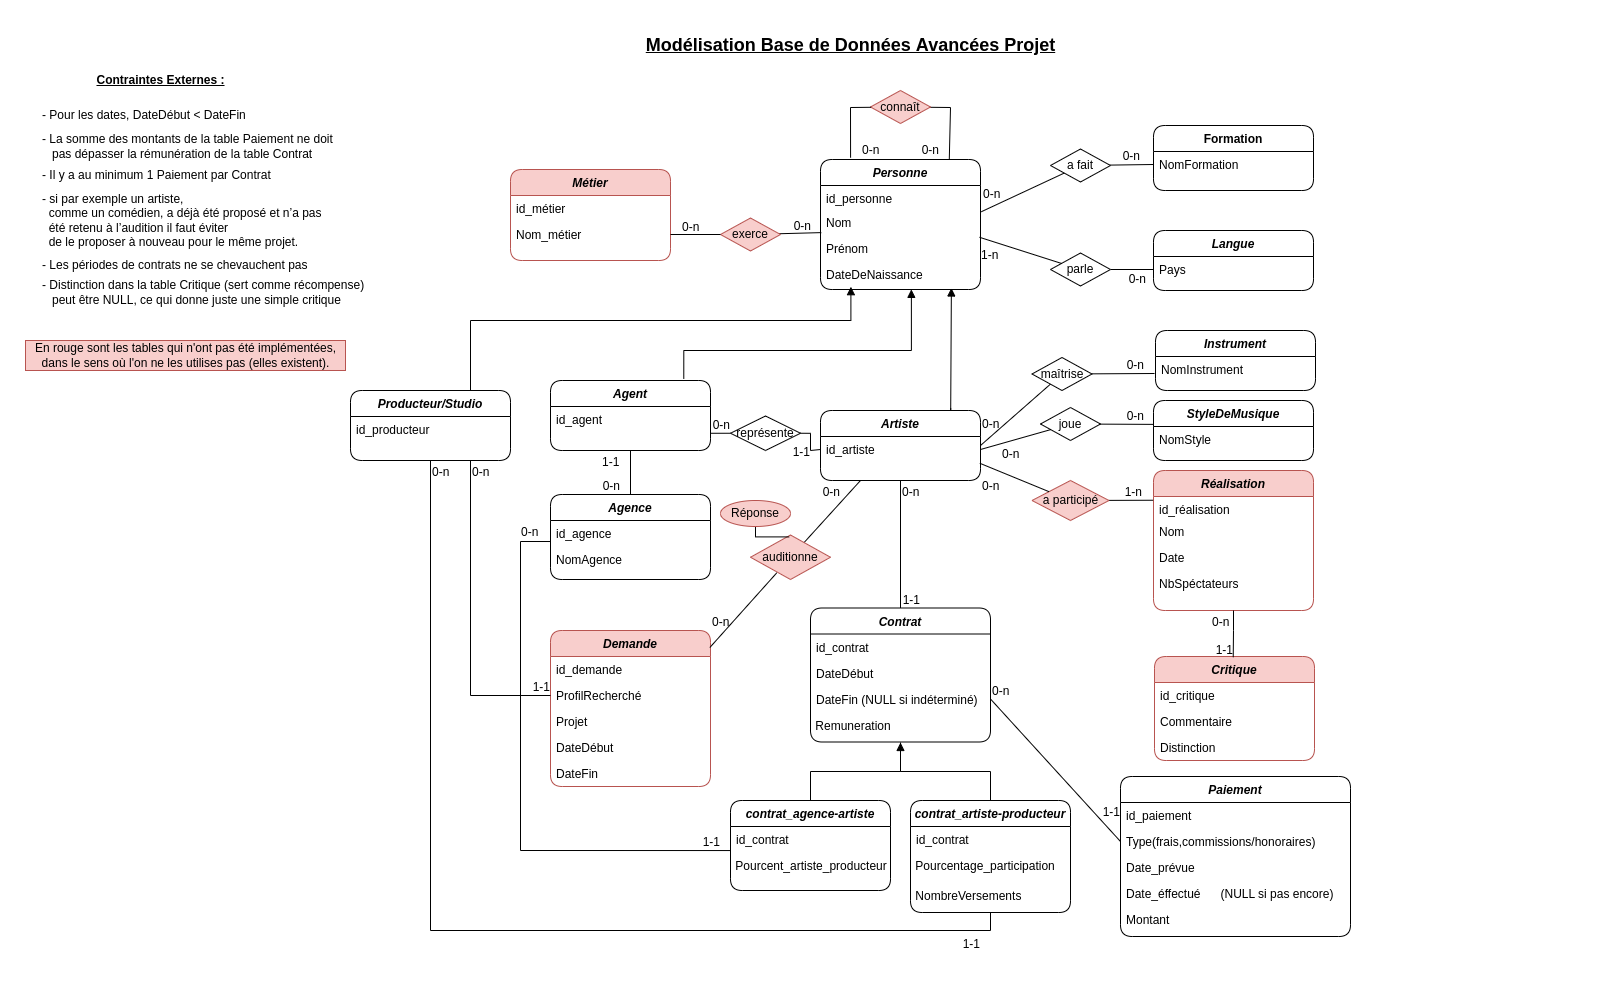 Modélisation Base de Données Avancées Projet
Contraintes Externes :
- Pour les dates, DateDébut < DateFin
- La somme des montants de la table Paiement ne doit
pas dépasser la rémunération de la table Contrat
- Il y a au minimum 1 Paiement par Contrat
- si par exemple un artiste,
comme un comédien, a déjà été proposé et n'a pas
été retenu à l'audition il faut éviter
de le proposer à nouveau pour le même projet.
- Les périodes de contrats ne se chevauchent pas
- Distinction dans la table Critique (sert comme récompense)
peut être NULL, ce qui donne juste une simple critique
En rouge sont les tables qui n'ont pas été implémentées,
dans le sens où l'on ne les utilises pas (elles existent).
connaît
0-n
0-n
Métier
id_métier
Nom_métier
0-n
exerce
0-n
Personne
id_personne
Nom
Prénom
DateDeNaissance
0-n
a fait
0-n
Formation
NomFormation
1-n
parle
0-n
Langue
Pays
Producteur/Studio
id_producteur
0-n
0-n
Agent
id_agent
0-n
représente
1-1
Artiste
id_artiste
0-n
maîtrise
0-n
Instrument
NomInstrument
0-n
joue
0-n
StyleDeMusique
NomStyle
0-n
a participé
1-n
Réalisation
id_réalisation
Nom
Date
NbSpéctateurs
1-1
0-n
Agence
id_agence
NomAgence
0-n
Réponse
auditionne
0-n
0-n
0-n
1-1
Demande
id_demande
ProfilRecherché
Projet
DateDébut
DateFin
1-1
Contrat
id_contrat
DateDébut
DateFin (NULL si indéterminé)
Remuneration
0-n
0-n
1-1
Critique
id_critique
Commentaire
Distinction
contrat_agence-artiste
id_contrat
Pourcent_artiste_producteur
1-1
contrat_artiste-producteur
id_contrat
Pourcentage_participation
NombreVersements
1-1
1-1
Paiement
id_paiement
Type(frais,commissions/honoraires)
Date_prévue
Date_éffectué (NULL si pas encore)
Montant